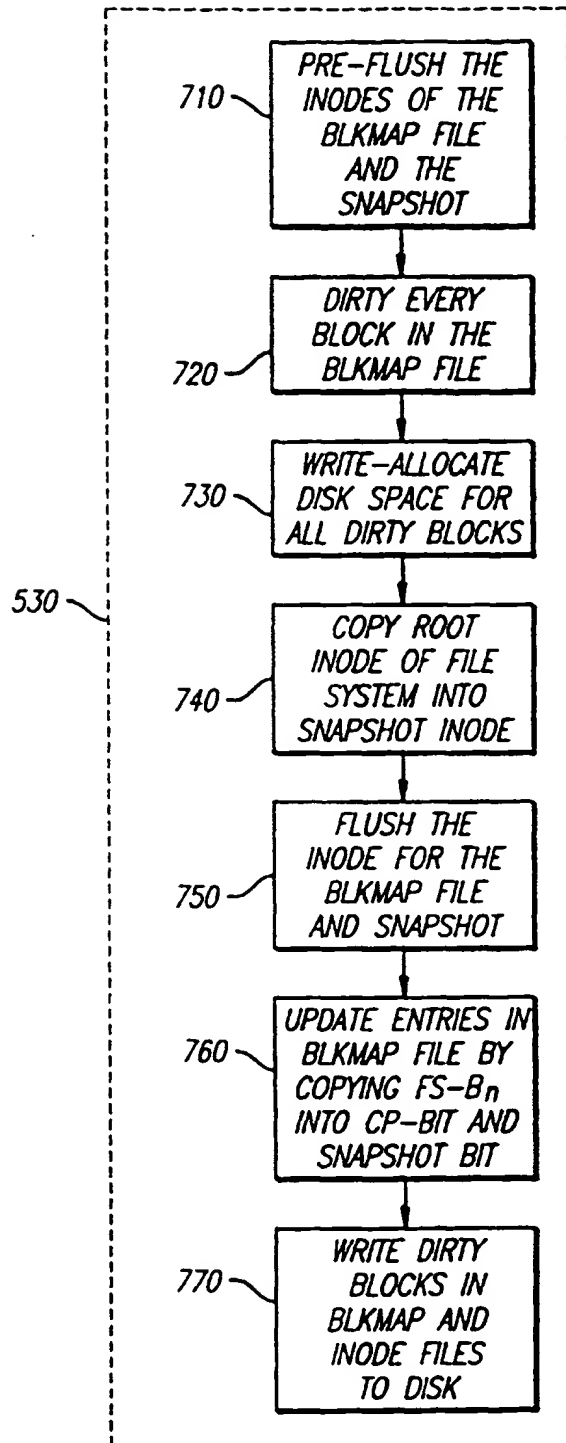 710
PRE-FLUSH THE
INODES OF THE
BLKMAP FILE
AND THE
SNAPSHOT
720
DIRTY EVERY
BLOCK IN THE
BLKMAP FILE
730
WRITE-ALLOCATE
DISK SPACE FOR
ALL DIRTY BLOCKS
530
740
COPY ROOT
INODE OF FILE
SYSTEM INTO
SNAPSHOT INODE
750
FLUSH THE
INODE FOR THE
BLKMAP FILE
AND SNAPSHOT
760
UPDATE ENTRIES IN
BLKMAP FILE BY
COPYING FS-Bn
INTO CP-BIT AND
SNAPSHOT BIT
770
WRITE DIRTY
BLOCKS IN
BLKMAP AND
INODE FILES
TO DISK